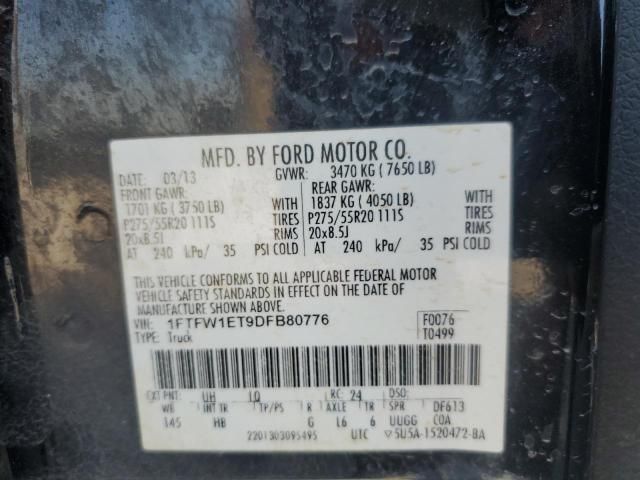 MFD. BY FORD MOTOR CO.
DATE: 03/13 GVWR: 3470 KG (7650 LB)
FRONT GAWR: REAR GAWR:
1701 KG (3750 LB) WITH 1837 KG (4050 LB) WITH
P275/55R20 111S TIRES P275/55R20 111S TIRES
20x8.5J RIMS 20x8.5J RIMS
AT 240 kPa/ 35 PSI COLD AT 240 kPa/ 35 PSI COLD
THIS VEHICLE CONFORMS TO ALL APPLICABLE FEDERAL MOTOR
VEHICLE SAFETY STANDARDS IN EFFECT ON THE DATE OF
MANUFACTURE SHOWN ABOVE.
VIN: 1FTFW1ET9DFB80776 F0076
TYPE: Truck T0499
EXT PNT: UH RC: 24 DSO:
WB INT TR TP/PS R AXLE TR SPR DF613
145 HB G L6 6 UUGG COA
2201303095495 UTC 5U5A-1520472-BA